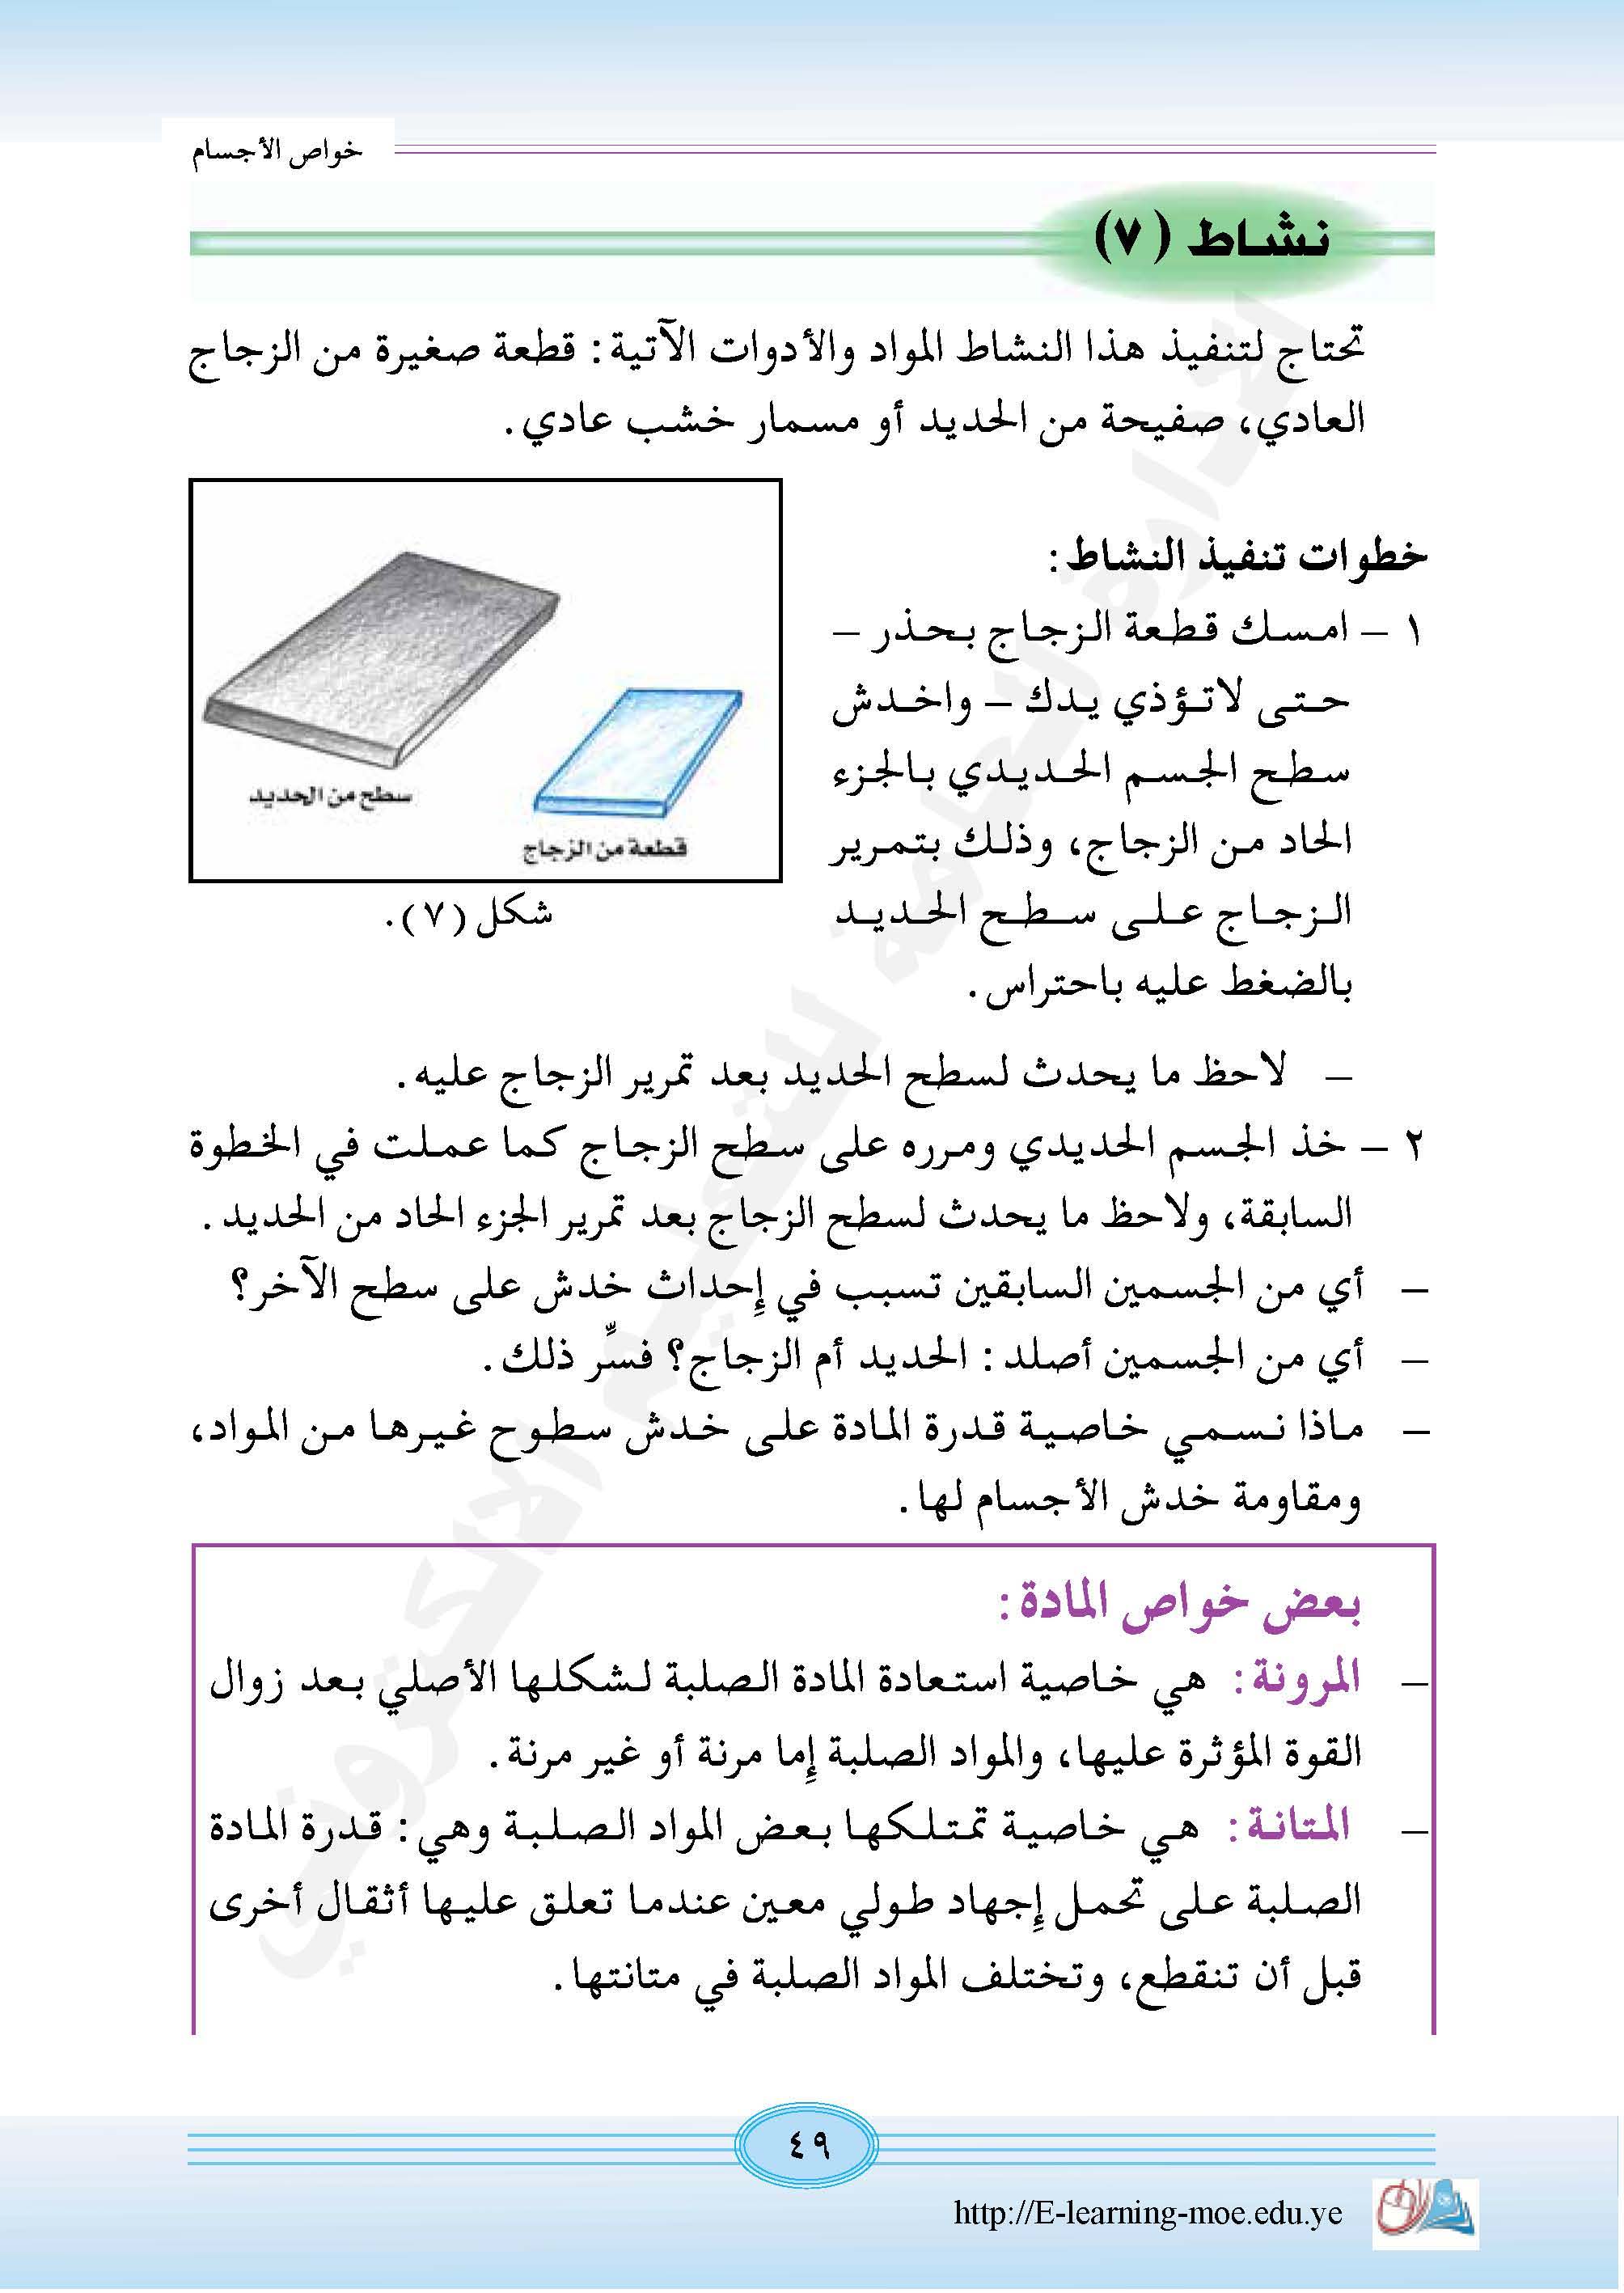 خواص الأجسام
نشاط (٧)
تحتاج لتنفيذ هذا النشاط المواد والأدوات الآتية: قطعة صغيرة من الزجاج
العادي، صفيحة من الحديد أو مسمار خشب عادي.
خطوات تنفيذ النشاط:
١ – امسك قطعة الزجاج بحذر –
حتى لاتؤذي يدك – واخدش
سطح الجسم الحديدي بالجزء
الحاد من الزجاج، وذلك بتمرير
الزجاج على سطح الحديد
بالضغط عليه باحتراس.
سطح من الحديد
قطعة من الزجاج
شكل (٧).
– لاحظ ما يحدث لسطح الحديد بعد تمرير الزجاج عليه.
٢ – خذ الجسم الحديدي ومرره على سطح الزجاج كما عملت في الخطوة
السابقة، ولاحظ ما يحدث لسطح الزجاج بعد تمرير الجزء الحاد من الحديد.
– أي من الجسمين السابقين تسبب في إحداث خدش على سطح الآخر؟
– أي من الجسمين أصلد: الحديد أم الزجاج؟ فسِّر ذلك.
– ماذا نسمي خاصية قدرة المادة على خدش سطوح غيرها من المواد،
ومقاومة خدش الأجسام لها.
بعض خواص المادة:
– المرونة: هي خاصية استعادة المادة الصلبة لشكلها الأصلي بعد زوال
القوة المؤثرة عليها، والمواد الصلبة إما مرنة أو غير مرنة.
– المتانة: هي خاصية تمتلكها بعض المواد الصلبة وهي: قدرة المادة
الصلبة على تحمل إجهاد طولي معين عندما تعلق عليها أثقال أخرى
قبل أن تنقطع، وتختلف المواد الصلبة في متانتها.
٤٩
http://E-learning-moe.edu.ye
الإدارة العامة للتعليم الالكتروني